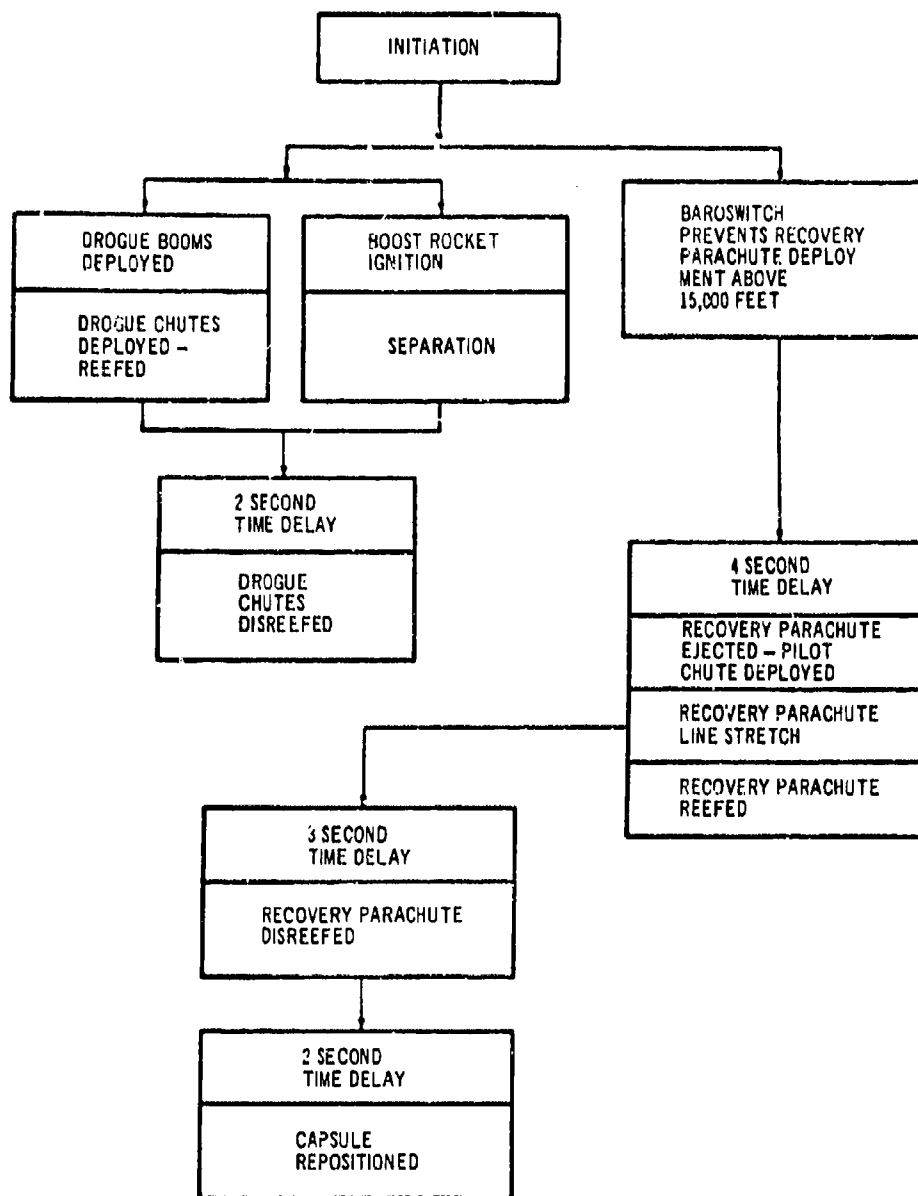 INITIATION
DROGUE BOOMS
DEPLOYED
DROGUE CHUTES
DEPLOYED –
REEFED
BOOST ROCKET
IGNITION
SEPARATION
BAROSWITCH
PREVENTS RECOVERY
PARACHUTE DEPLOY
MENT ABOVE
15,000 FEET
2 SECOND
TIME DELAY
DROGUE
CHUTES
DISREEFED
4 SECOND
TIME DELAY
RECOVERY PARACHUTE
EJECTED – PILOT
CHUTE DEPLOYED
RECOVERY PARACHUTE
LINE STRETCH
RECOVERY PARACHUTE
REEFED
3 SECOND
TIME DELAY
RECOVERY PARACHUTE
DISREEFED
2 SECOND
TIME DELAY
CAPSULE
REPOSITIONED